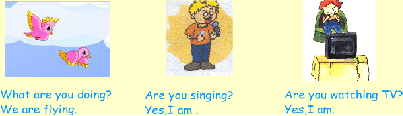 What are you doing?
We are flying.
Are you singing?
Yes,I am .
Are you watching TV?
Yes,I am.